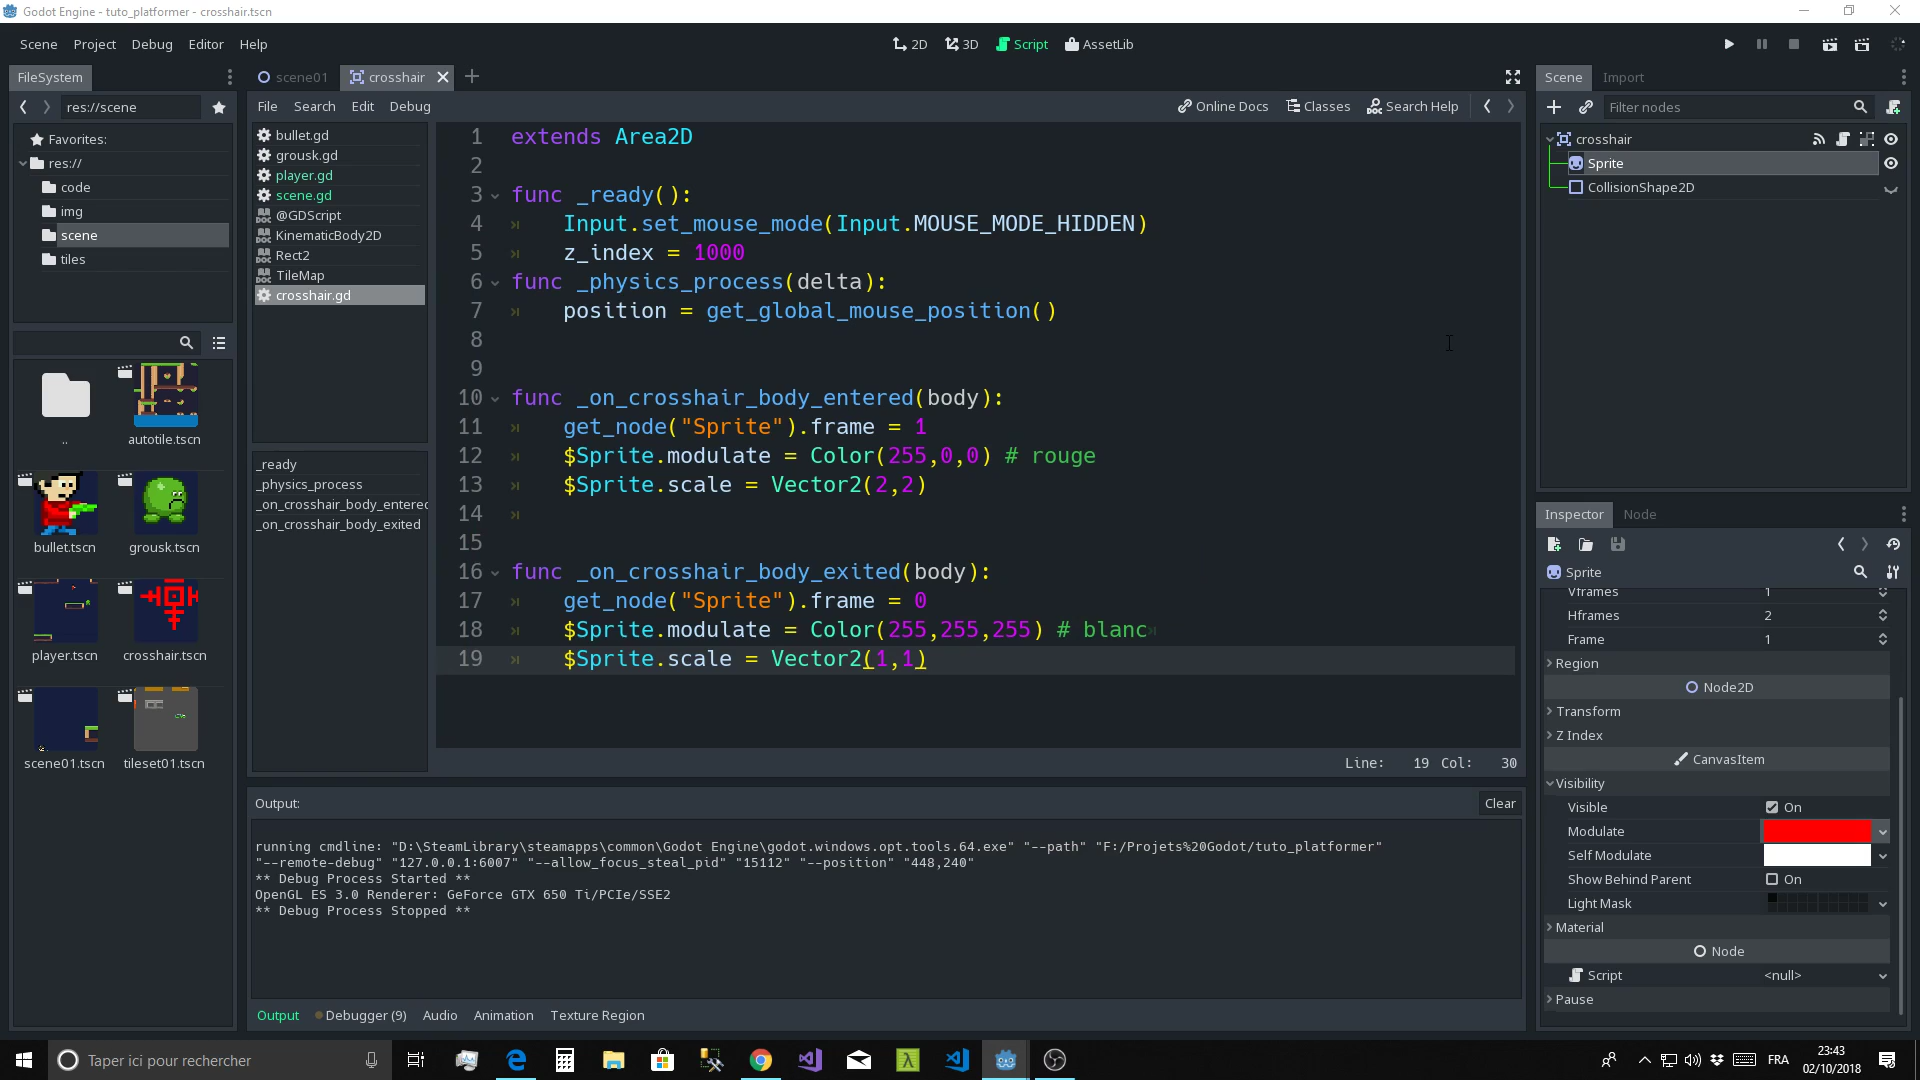 Godot Engine - tuto_platformer - crosshair.tscn
Scene Project Debug Editor Help
2D 3D Script AssetLib
FileSystem
res://scene
Favorites:
res://
code
img
scene
tiles
..
autotile.tscn
bullet.tscn
grousk.tscn
player.tscn
crosshair.tscn
scene01.tscn
tileset01.tscn
scene01 crosshair
File Search Edit Debug
Online Docs Classes Search Help
bullet.gd
grousk.gd
player.gd
scene.gd
@GDScript
KinematicBody2D
Rect2
TileMap
crosshair.gd
_ready
_physics_process
_on_crosshair_body_entered
_on_crosshair_body_exited
1 extends Area2D
2
3 func _ready():
4 Input.set_mouse_mode(Input.MOUSE_MODE_HIDDEN)
5 z_index = 1000
6 func _physics_process(delta):
7 position = get_global_mouse_position()
8
9
10 func _on_crosshair_body_entered(body):
11 get_node("Sprite").frame = 1
12 $Sprite.modulate = Color(255,0,0) # rouge
13 $Sprite.scale = Vector2(2,2)
14
15
16 func _on_crosshair_body_exited(body):
17 get_node("Sprite").frame = 0
18 $Sprite.modulate = Color(255,255,255) # blanc
19 $Sprite.scale = Vector2(1,1)
Line: 19 Col: 30
Output:
Clear
running cmdline: "D:\SteamLibrary\steamapps\common\Godot Engine\godot.windows.opt.tools.64.exe" "--path" "F:/Projets%20Godot/tuto_platformer"
"--remote-debug" "127.0.0.1:6007" "--allow_focus_steal_pid" "15112" "--position" "448,240"
** Debug Process Started **
OpenGL ES 3.0 Renderer: GeForce GTX 650 Ti/PCIe/SSE2
** Debug Process Stopped **
Output Debugger (9) Audio Animation Texture Region
Scene Import
Filter nodes
crosshair
Sprite
CollisionShape2D
Inspector Node
Sprite
Vframes 1
Hframes 2
Frame 1
Region
Node2D
Transform
Z Index
CanvasItem
Visibility
Visible On
Modulate
Self Modulate
Show Behind Parent On
Light Mask
Material
Node
Script <null>
Pause
Taper ici pour rechercher
FRA
23:43
02/10/2018